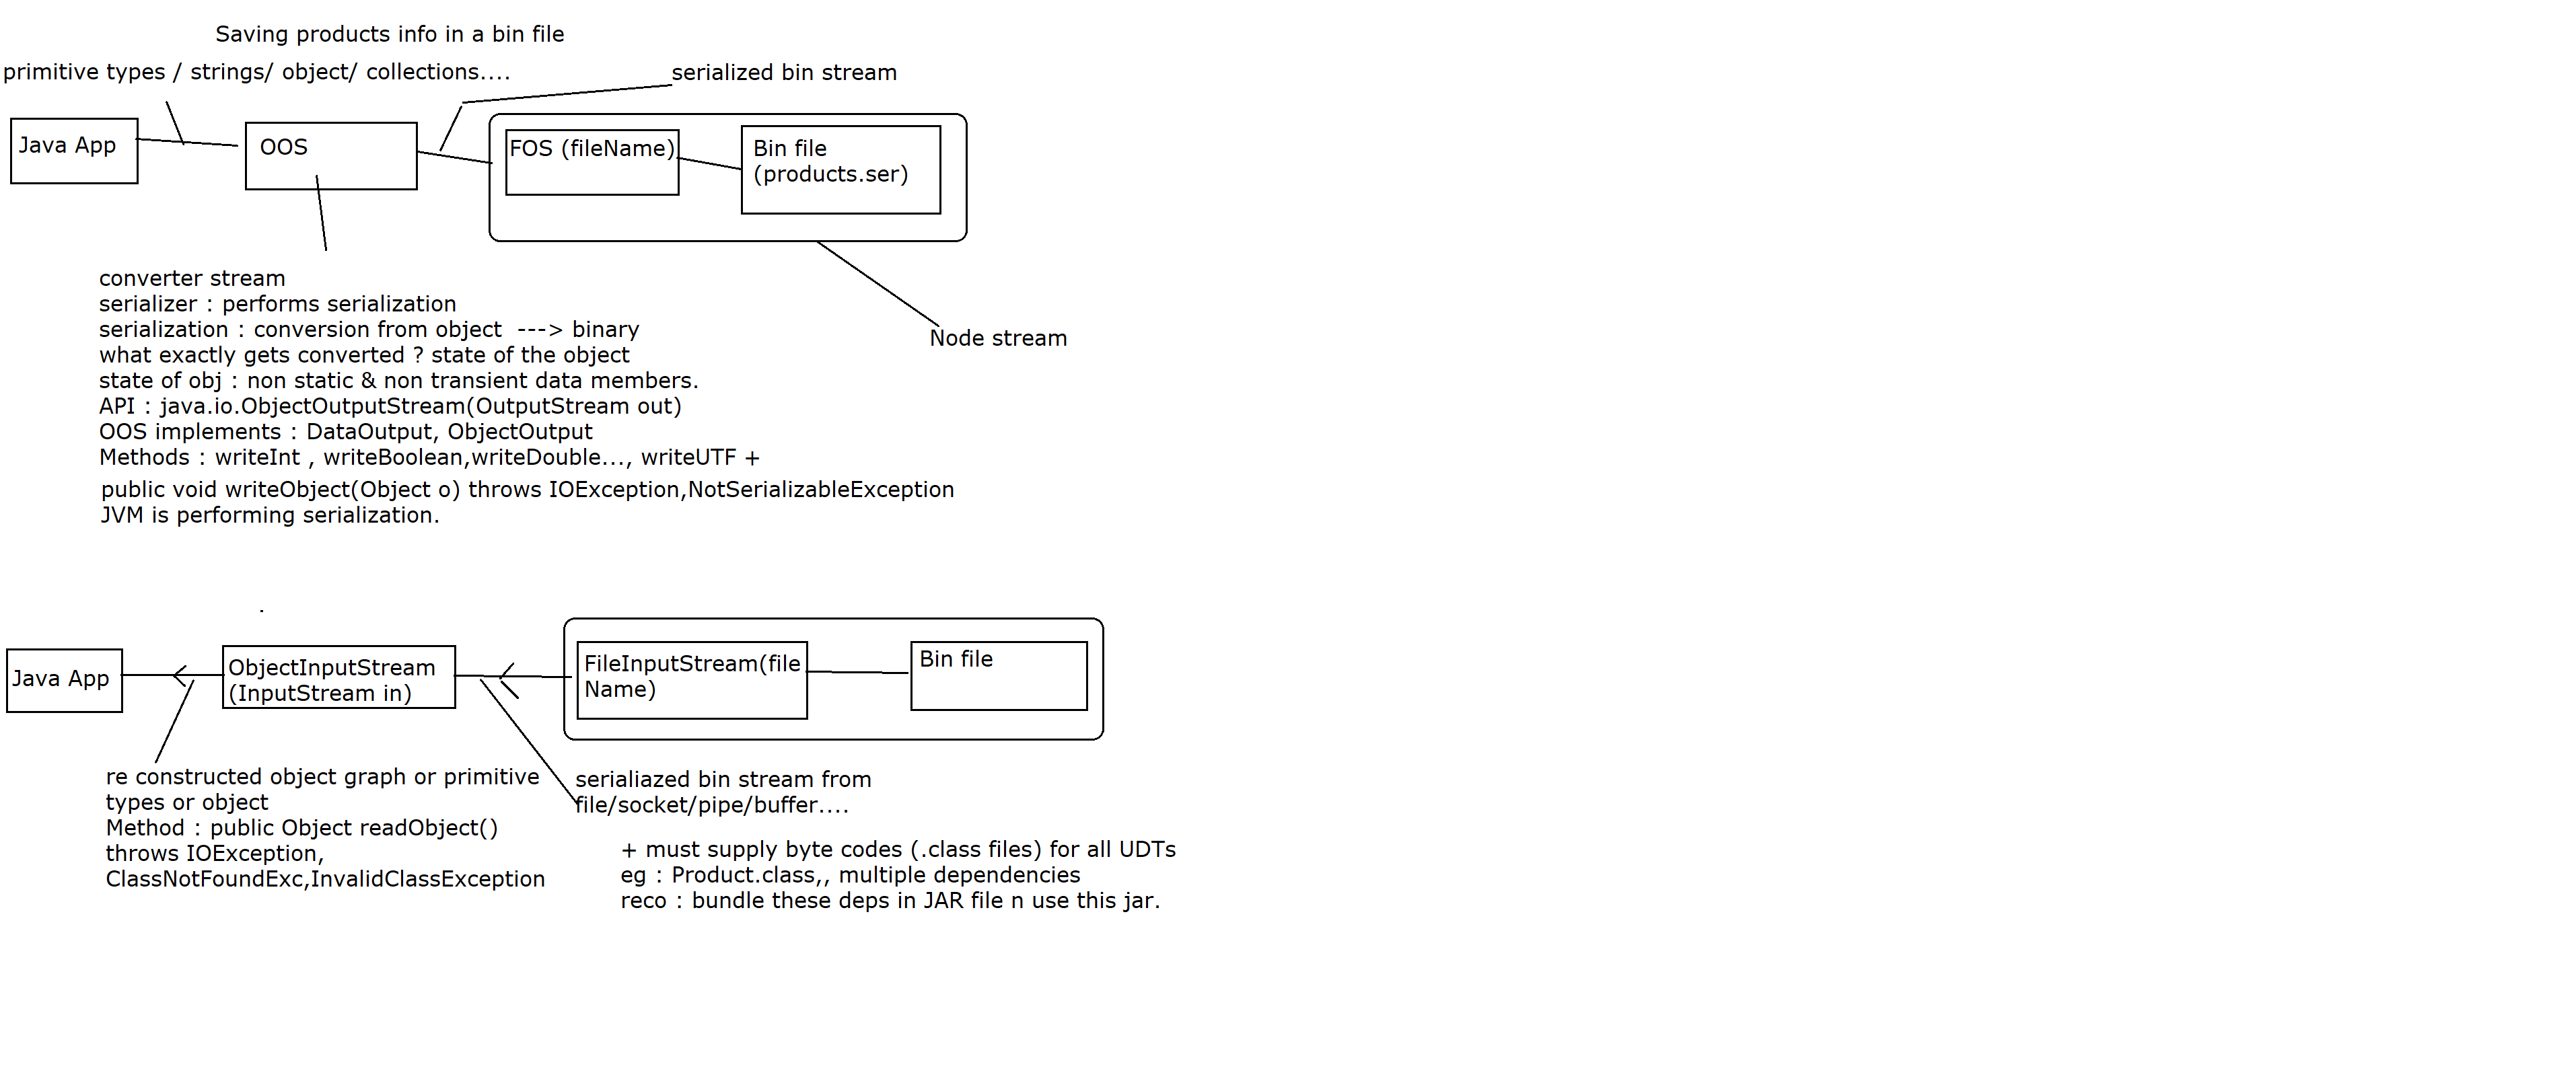 Saving products info in a bin file
primitive types / strings/ object/ collections....
serialized bin stream
Java App
OOS
FOS (fileName)
Bin file
(products.ser)
converter stream
serializer : performs serialization
serialization : conversion from object  ---> binary
what exactly gets converted ? state of the object
state of obj : non static & non transient data members.
API : java.io.ObjectOutputStream(OutputStream out)
OOS implements : DataOutput, ObjectOutput
Methods : writeInt , writeBoolean,writeDouble..., writeUTF +
public void writeObject(Object o) throws IOException,NotSerializableException
JVM is performing serialization.
Node stream
.
Java App
ObjectInputStream
(InputStream in)
FileInputStream(file
Name)
Bin file
re constructed object graph or primitive
types or object
Method : public Object readObject()
throws IOException,
ClassNotFoundExc,InvalidClassException
serialiazed bin stream from
file/socket/pipe/buffer....
+ must supply byte codes (.class files) for all UDTs
eg : Product.class,, multiple dependencies
reco : bundle these deps in JAR file n use this jar.